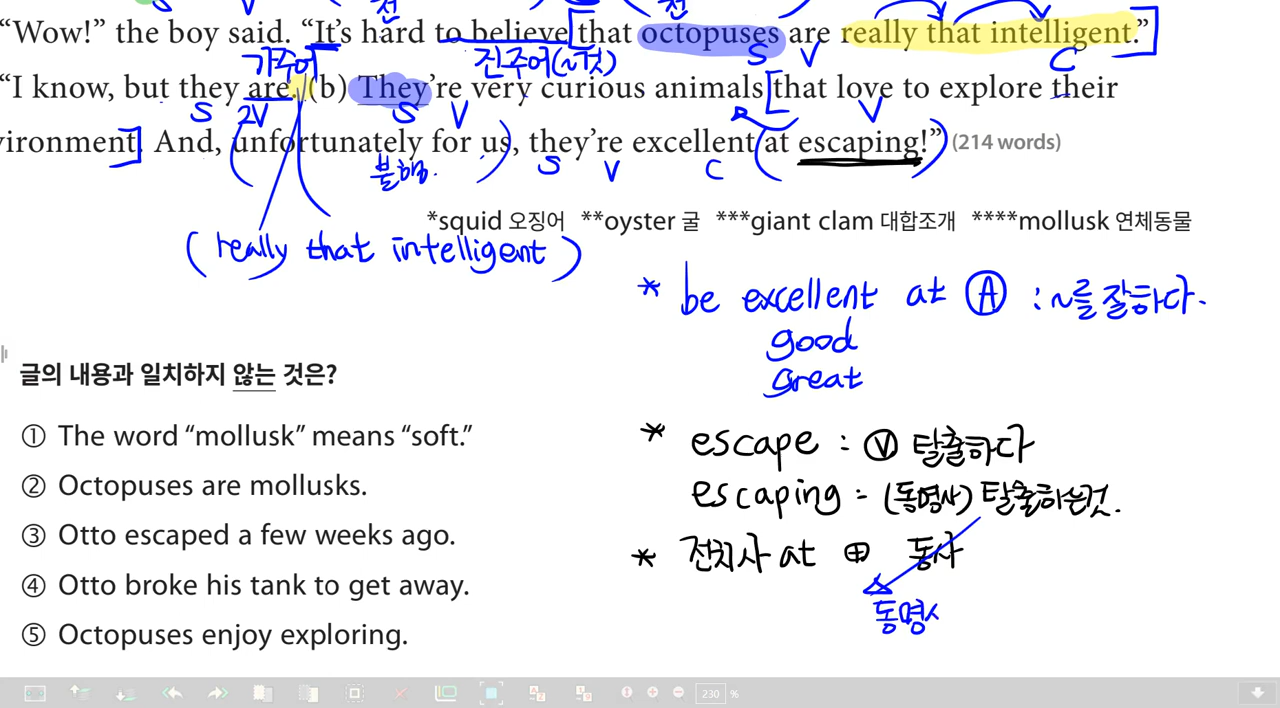 S V 전 전
“Wow!” the boy said. “It’s hard to believe that octopuses are really that intelligent.”
가주어 진주어(~것) S V C
“I know, but they are. (b) They’re very curious animals that love to explore their
S 2V S V V
vironment. And, unfortunately for us, they’re excellent at escaping!” (214 words)
불행. S V C
*squid 오징어 **oyster 굴 ***giant clam 대합조개 ****mollusk 연체동물
(really that intelligent)
* be excellent at Ⓐ : ~를 잘하다.
good
great
글의 내용과 일치하지 않는 것은?
① The word “mollusk” means “soft.”
② Octopuses are mollusks.
③ Otto escaped a few weeks ago.
④ Otto broke his tank to get away.
⑤ Octopuses enjoy exploring.
* escape : Ⓥ 탈출하다
escaping = (동명사) 탈출하는것.
* 전치사 at ⊕ 동사
동명사
230 %